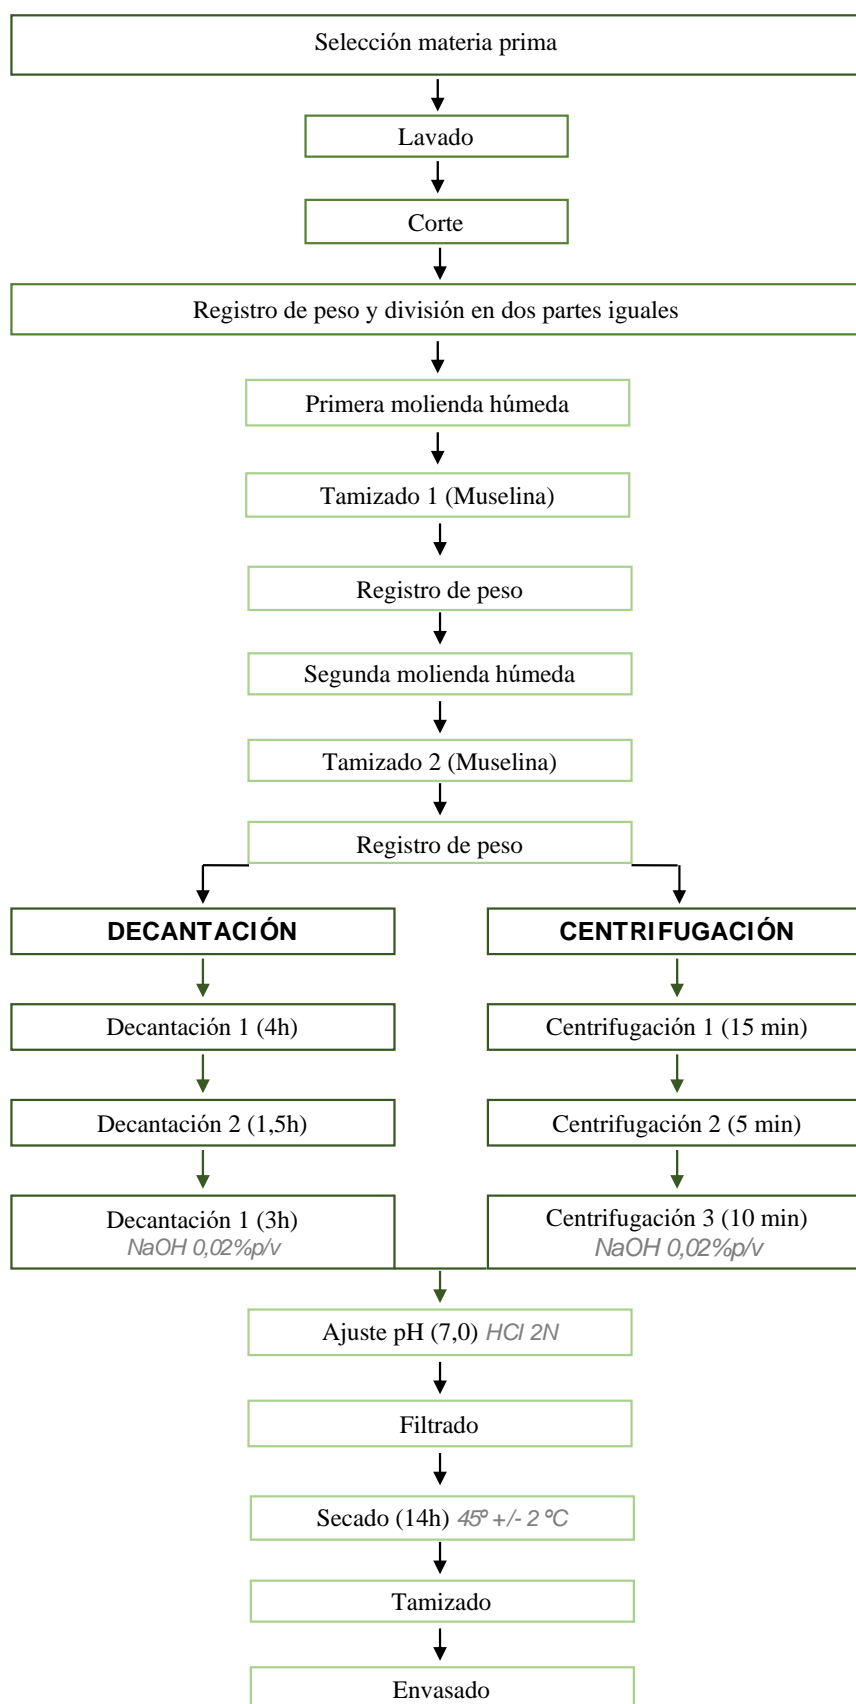 Selección materia prima
Lavado
Corte
Registro de peso y división en dos partes iguales
Primera molienda húmeda
Tamizado 1 (Muselina)
Registro de peso
Segunda molienda húmeda
Tamizado 2 (Muselina)
Registro de peso
DECANTACIÓN
CENTRIFUGACIÓN
Decantación 1 (4h)
Centrifugación 1 (15 min)
Decantación 2 (1,5h)
Centrifugación 2 (5 min)
Decantación 1 (3h)
NaOH 0,02%p/v
Centrifugación 3 (10 min)
NaOH 0,02%p/v
Ajuste pH (7,0) HCl 2N
Filtrado
Secado (14h) 45º +/- 2 ºC
Tamizado
Envasado